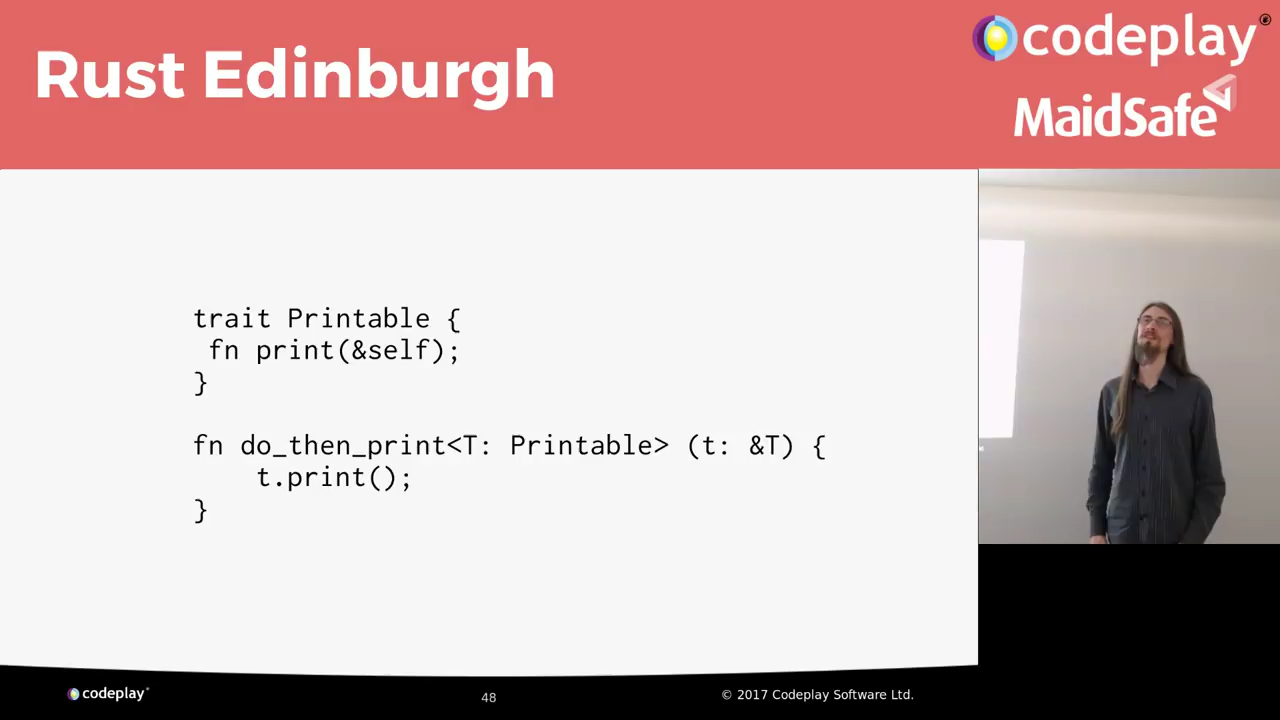 Rust Edinburgh
codeplay®
MaidSafe
trait Printable {
 fn print(&self);
}
fn do_then_print<T: Printable> (t: &T) {
    t.print();
}
codeplay®
48
© 2017 Codeplay Software Ltd.